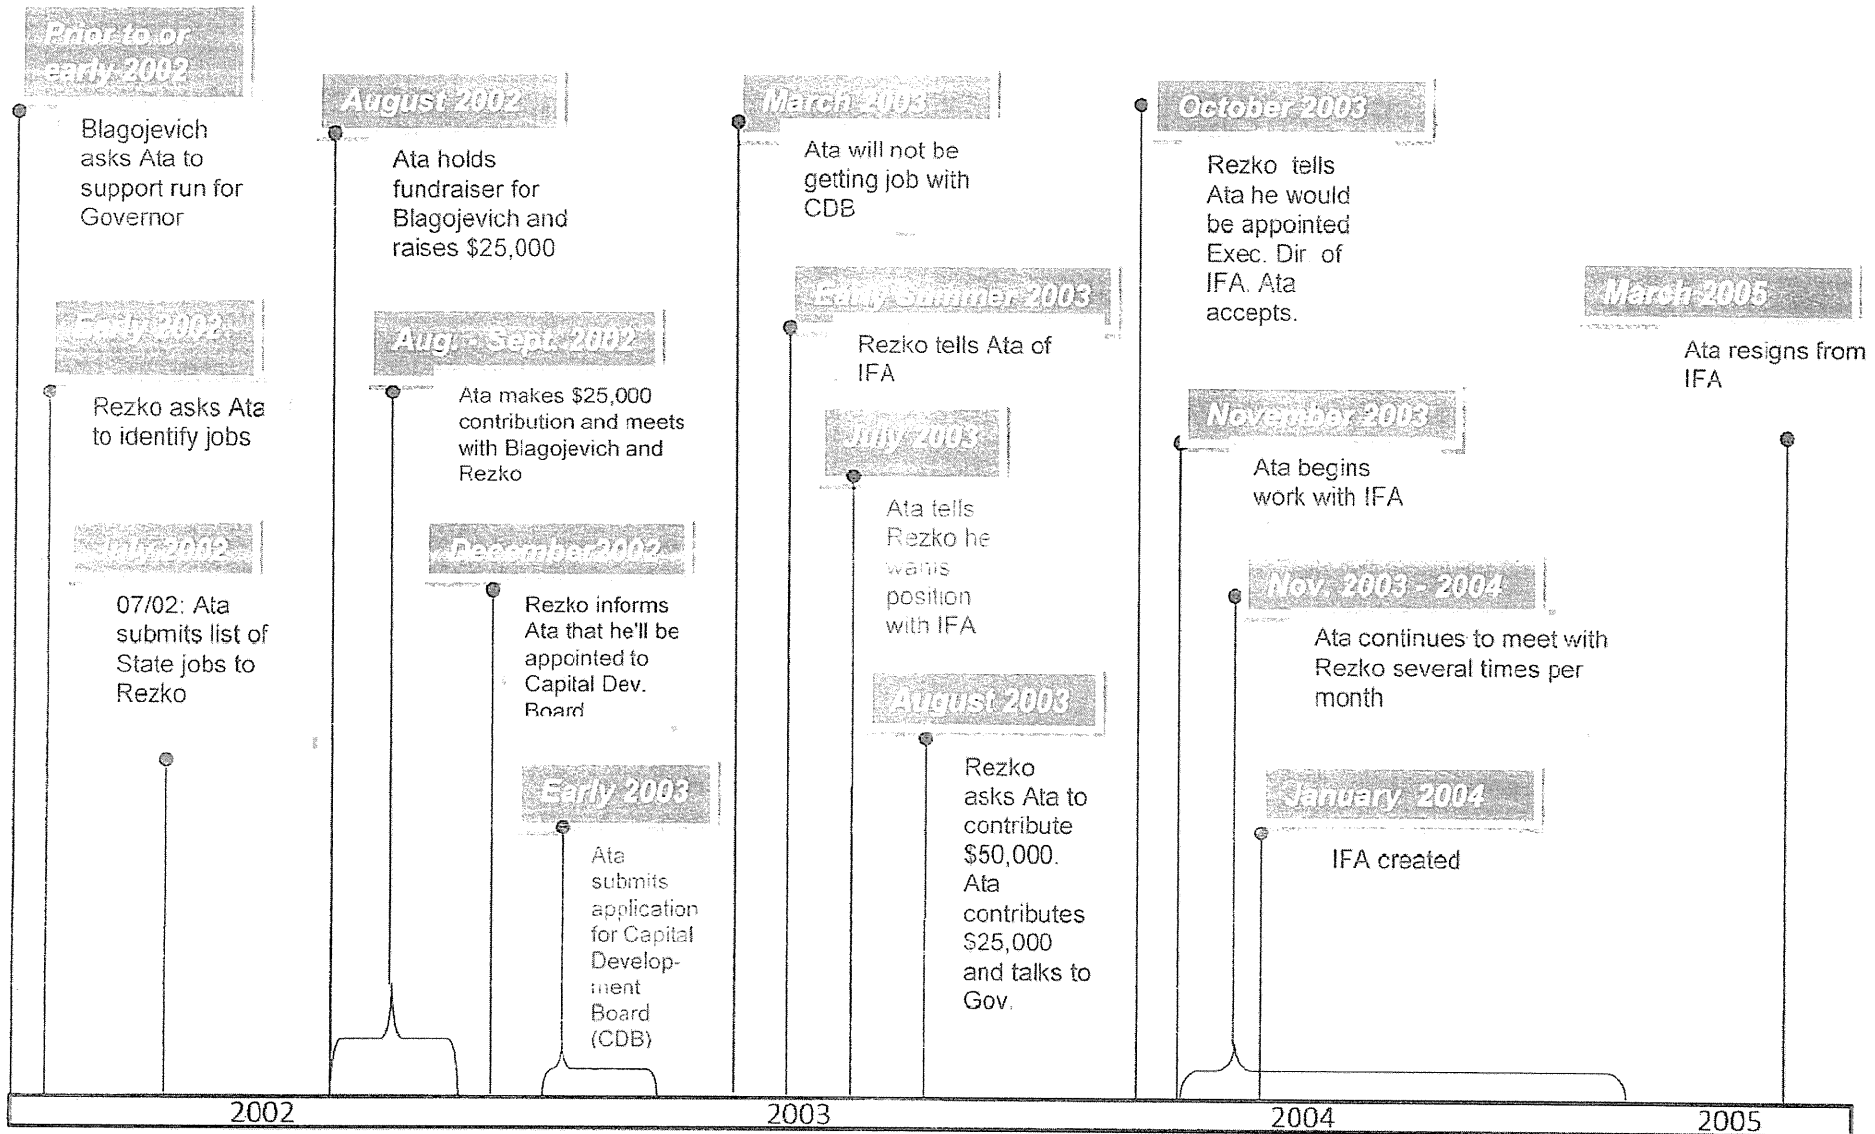 Prior to or
early 2002
Blagojevich
asks Ata to
support run for
Governor
Early 2002
Rezko asks Ata
to identify jobs
July 2002
07/02: Ata
submits list of
State jobs to
Rezko
August 2002
Ata holds
fundraiser for
Blagojevich and
raises $25,000
Aug. - Sept. 2002
Ata makes $25,000
contribution and meets
with Blagojevich and
Rezko
December2002
Rezko informs
Ata that he'll be
appointed to
Capital Dev.
Board
Early 2003
Ata
submits
application
for Capital
Develop-
ment
Board
(CDB)
March 2003
Ata will not be
getting job with
CDB
Early Summer 2003
Rezko tells Ata of
IFA
July 2003
Ata tells
Rezko he
wants
position
with IFA
August 2003
Rezko
asks Ata to
contribute
$50,000.
Ata
contributes
$25,000
and talks to
Gov.
October 2003
Rezko tells
Ata he would
be appointed
Exec. Dir. of
IFA. Ata
accepts.
November 2003
Ata begins
work with IFA
Nov. 2003 - 2004
Ata continues to meet with
Rezko several times per
month
January 2004
IFA created
March 2005
Ata resigns from
IFA
2002
2003
2004
2005